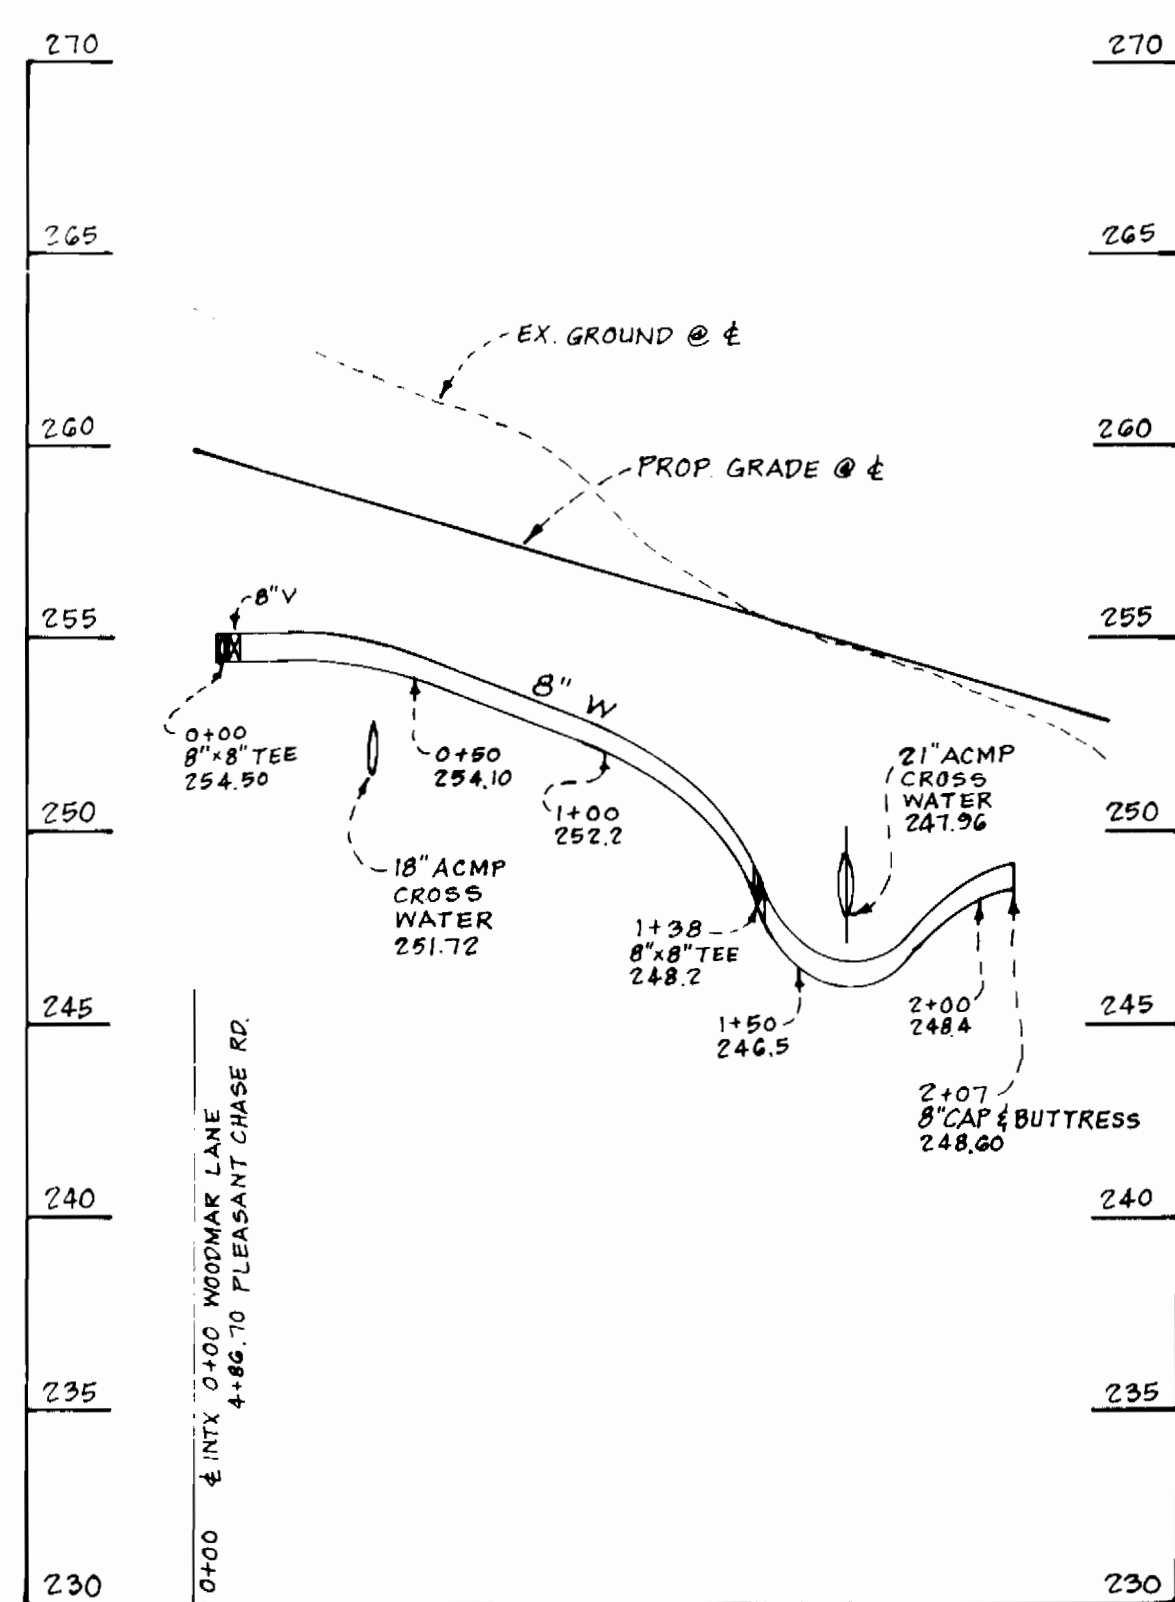 270
270
265
265
EX. GROUND @ ℄
260
260
PROP. GRADE @ ℄
8"V
255
255
8" W
0+00
8"x8" TEE
254.50
0+50
254.10
21" ACMP
CROSS
WATER
247.96
1+00
252.2
250
250
18" ACMP
CROSS
WATER
251.72
1+38
8"x8" TEE
248.2
245
245
1+50
246.5
2+00
248.4
2+07
8" CAP & BUTTRESS
248.60
240
240
235
235
0+00 ℄ INTX 0+00 WOODMAR LANE
4+86.70 PLEASANT CHASE RD.
230
230